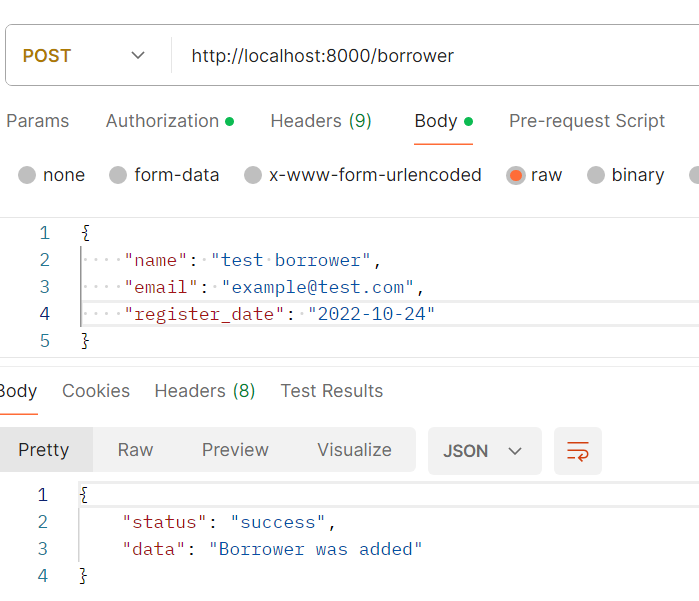 POST http://localhost:8000/borrower
Params Authorization Headers (9) Body Pre-request Script
none form-data x-www-form-urlencoded raw binary
1 {
2 "name": "test borrower",
3 "email": "example@test.com",
4 "register_date": "2022-10-24"
5 }
Body Cookies Headers (8) Test Results
Pretty Raw Preview Visualize JSON
1 {
2 "status": "success",
3 "data": "Borrower was added"
4 }